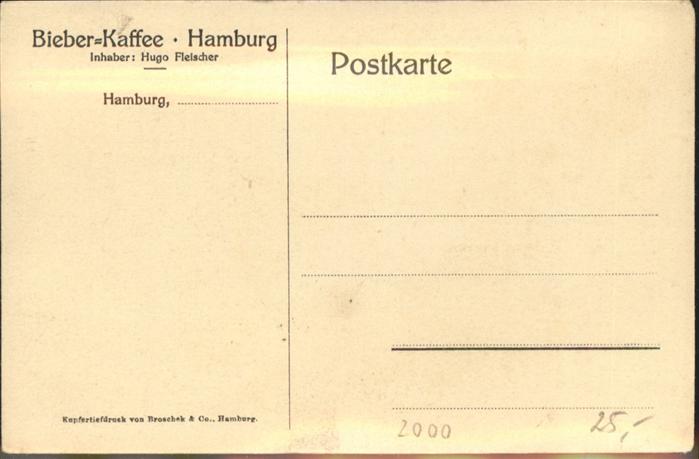 Bieber=Kaffee · Hamburg
Inhaber: Hugo Fleischer
Hamburg,
Postkarte
Kupfertiefdruck von Broschek & Co., Hamburg.
2000
25,-